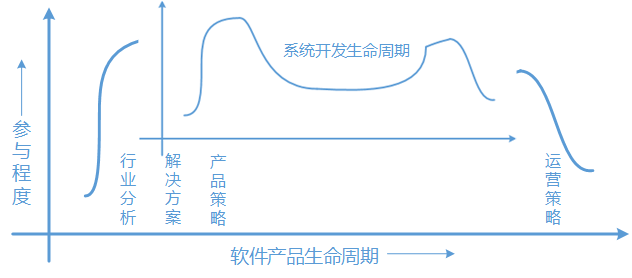 系统开发生命周期
参与程度
行业分析
解决方案
产品策略
运营策略
软件产品生命周期